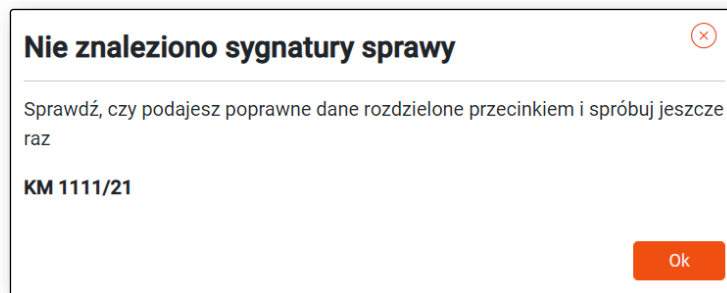 Nie znaleziono sygnatury sprawy
Sprawdź, czy podajesz poprawne dane rozdzielone przecinkiem i spróbuj jeszcze
raz
KM 1111/21
Ok